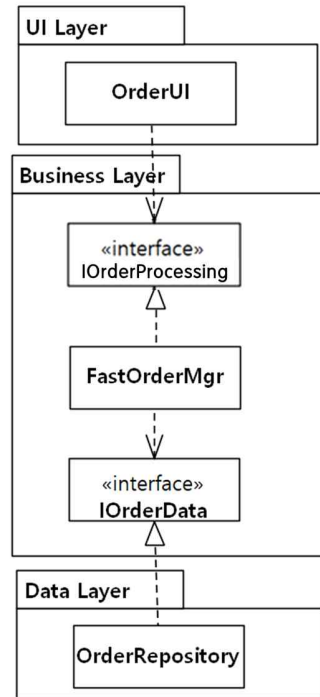 UI Layer
OrderUI
Business Layer
«interface»
IOrderProcessing
FastOrderMgr
«interface»
IOrderData
Data Layer
OrderRepository